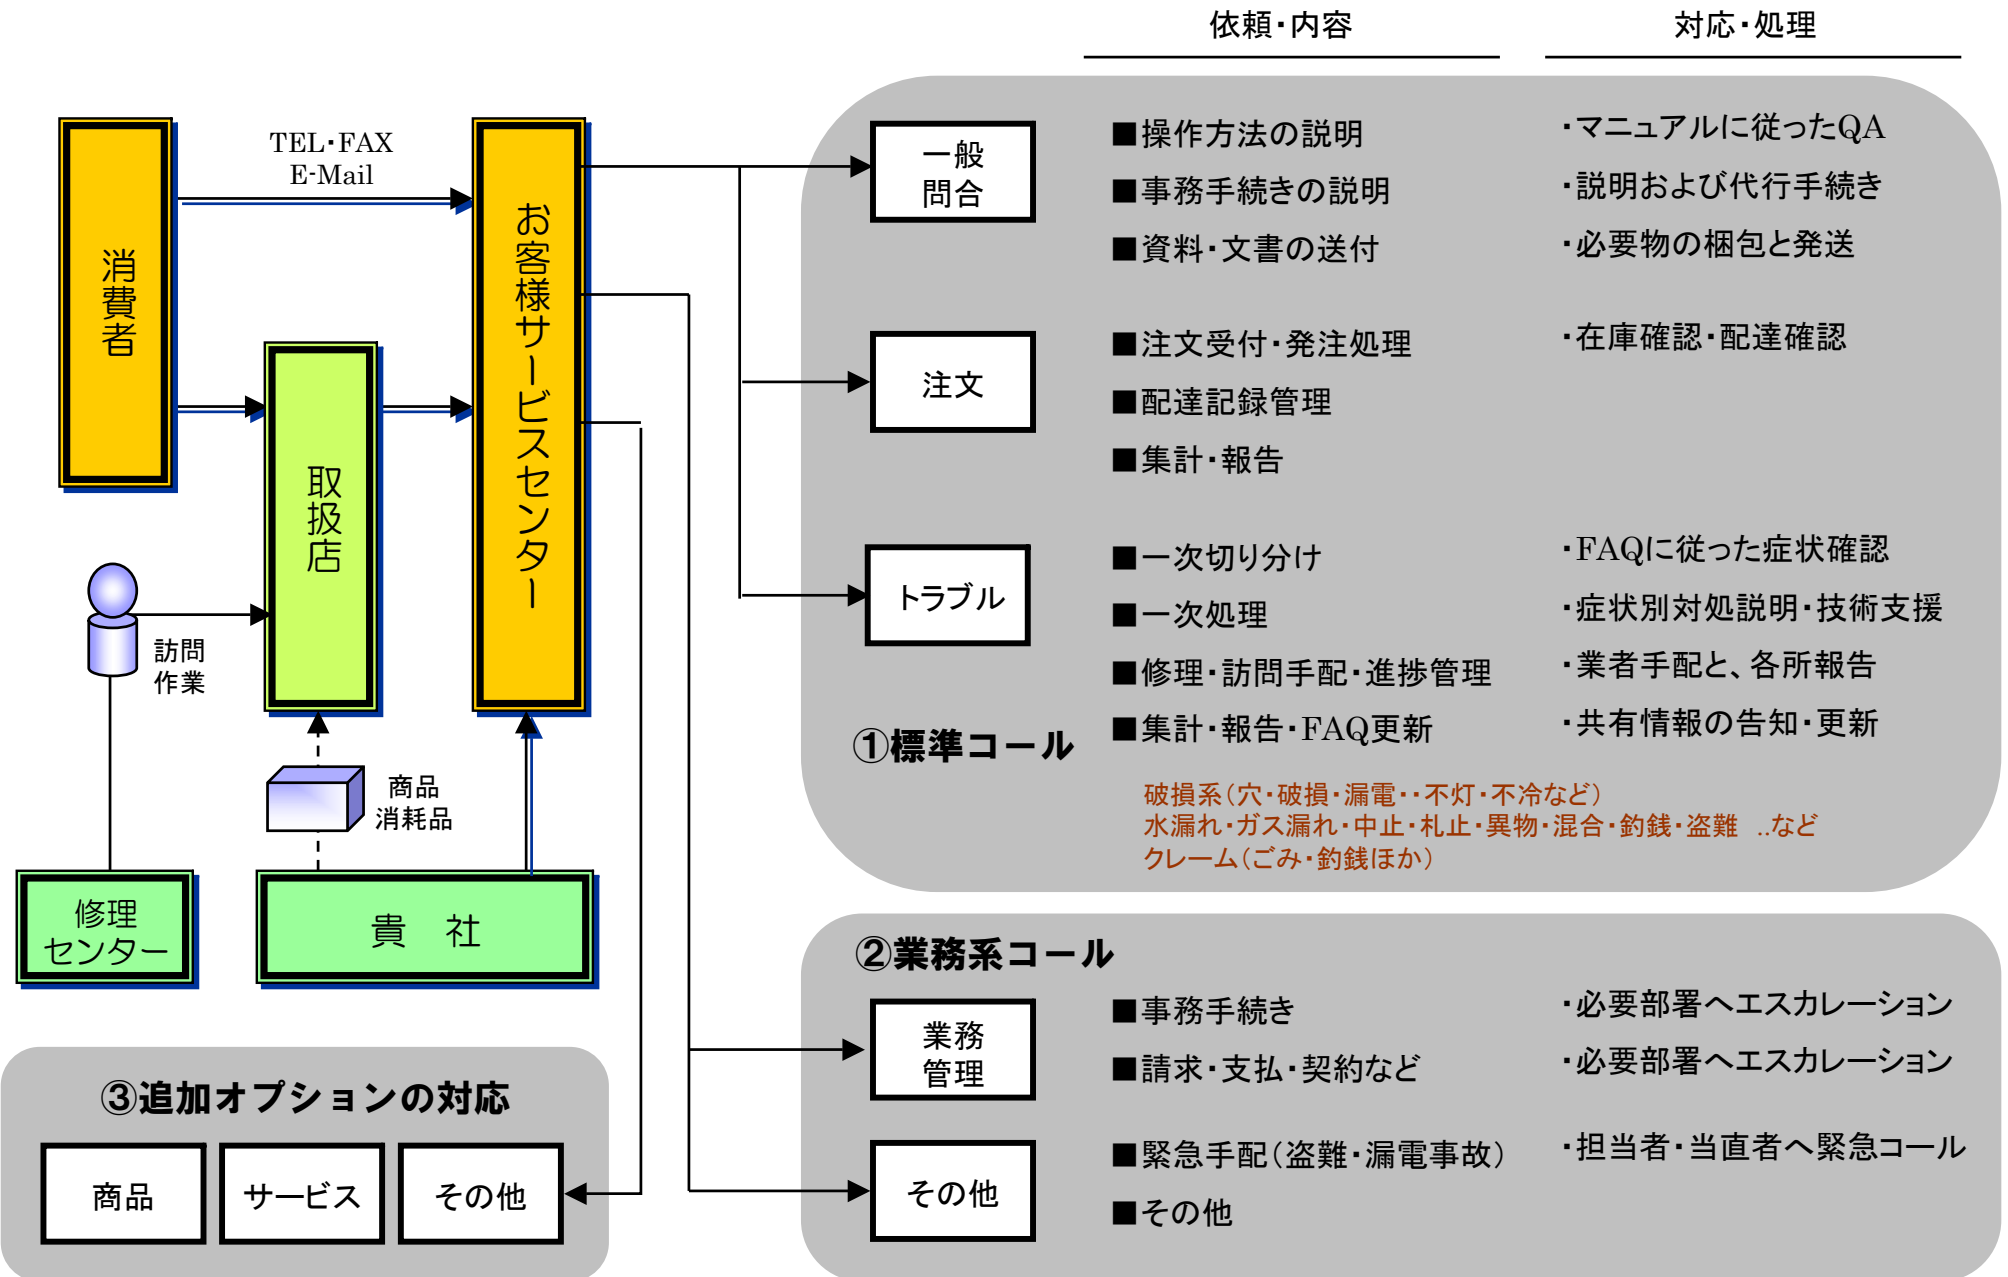 依頼・内容
対応・処理
TEL・FAX
E-Mail
消費者
取扱店
お客様サービスセンター
訪問
作業
商品
消耗品
修理
センター
貴 社
一般
問合
■操作方法の説明
・マニュアルに従ったQA
■事務手続きの説明
・説明および代行手続き
■資料・文書の送付
・必要物の梱包と発送
注文
■注文受付・発注処理
・在庫確認・配達確認
■配達記録管理
■集計・報告
トラブル
■一次切り分け
・FAQに従った症状確認
■一次処理
・症状別対処説明・技術支援
■修理・訪問手配・進捗管理
・業者手配と、各所報告
■集計・報告・FAQ更新
・共有情報の告知・更新
①標準コール
破損系(穴・破損・漏電・・不灯・不冷など)
水漏れ・ガス漏れ・中止・札止・異物・混合・釣銭・盗難 ..など
クレーム(ごみ・釣銭ほか)
②業務系コール
業務
管理
■事務手続き
・必要部署へエスカレーション
■請求・支払・契約など
・必要部署へエスカレーション
その他
■緊急手配(盗難・漏電事故)
・担当者・当直者へ緊急コール
■その他
③追加オプションの対応
商品
サービス
その他